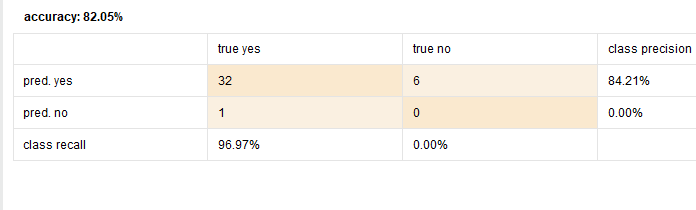 accuracy: 82.05%
true yes true no class precision
pred. yes 32 6 84.21%
pred. no 1 0 0.00%
class recall 96.97% 0.00%